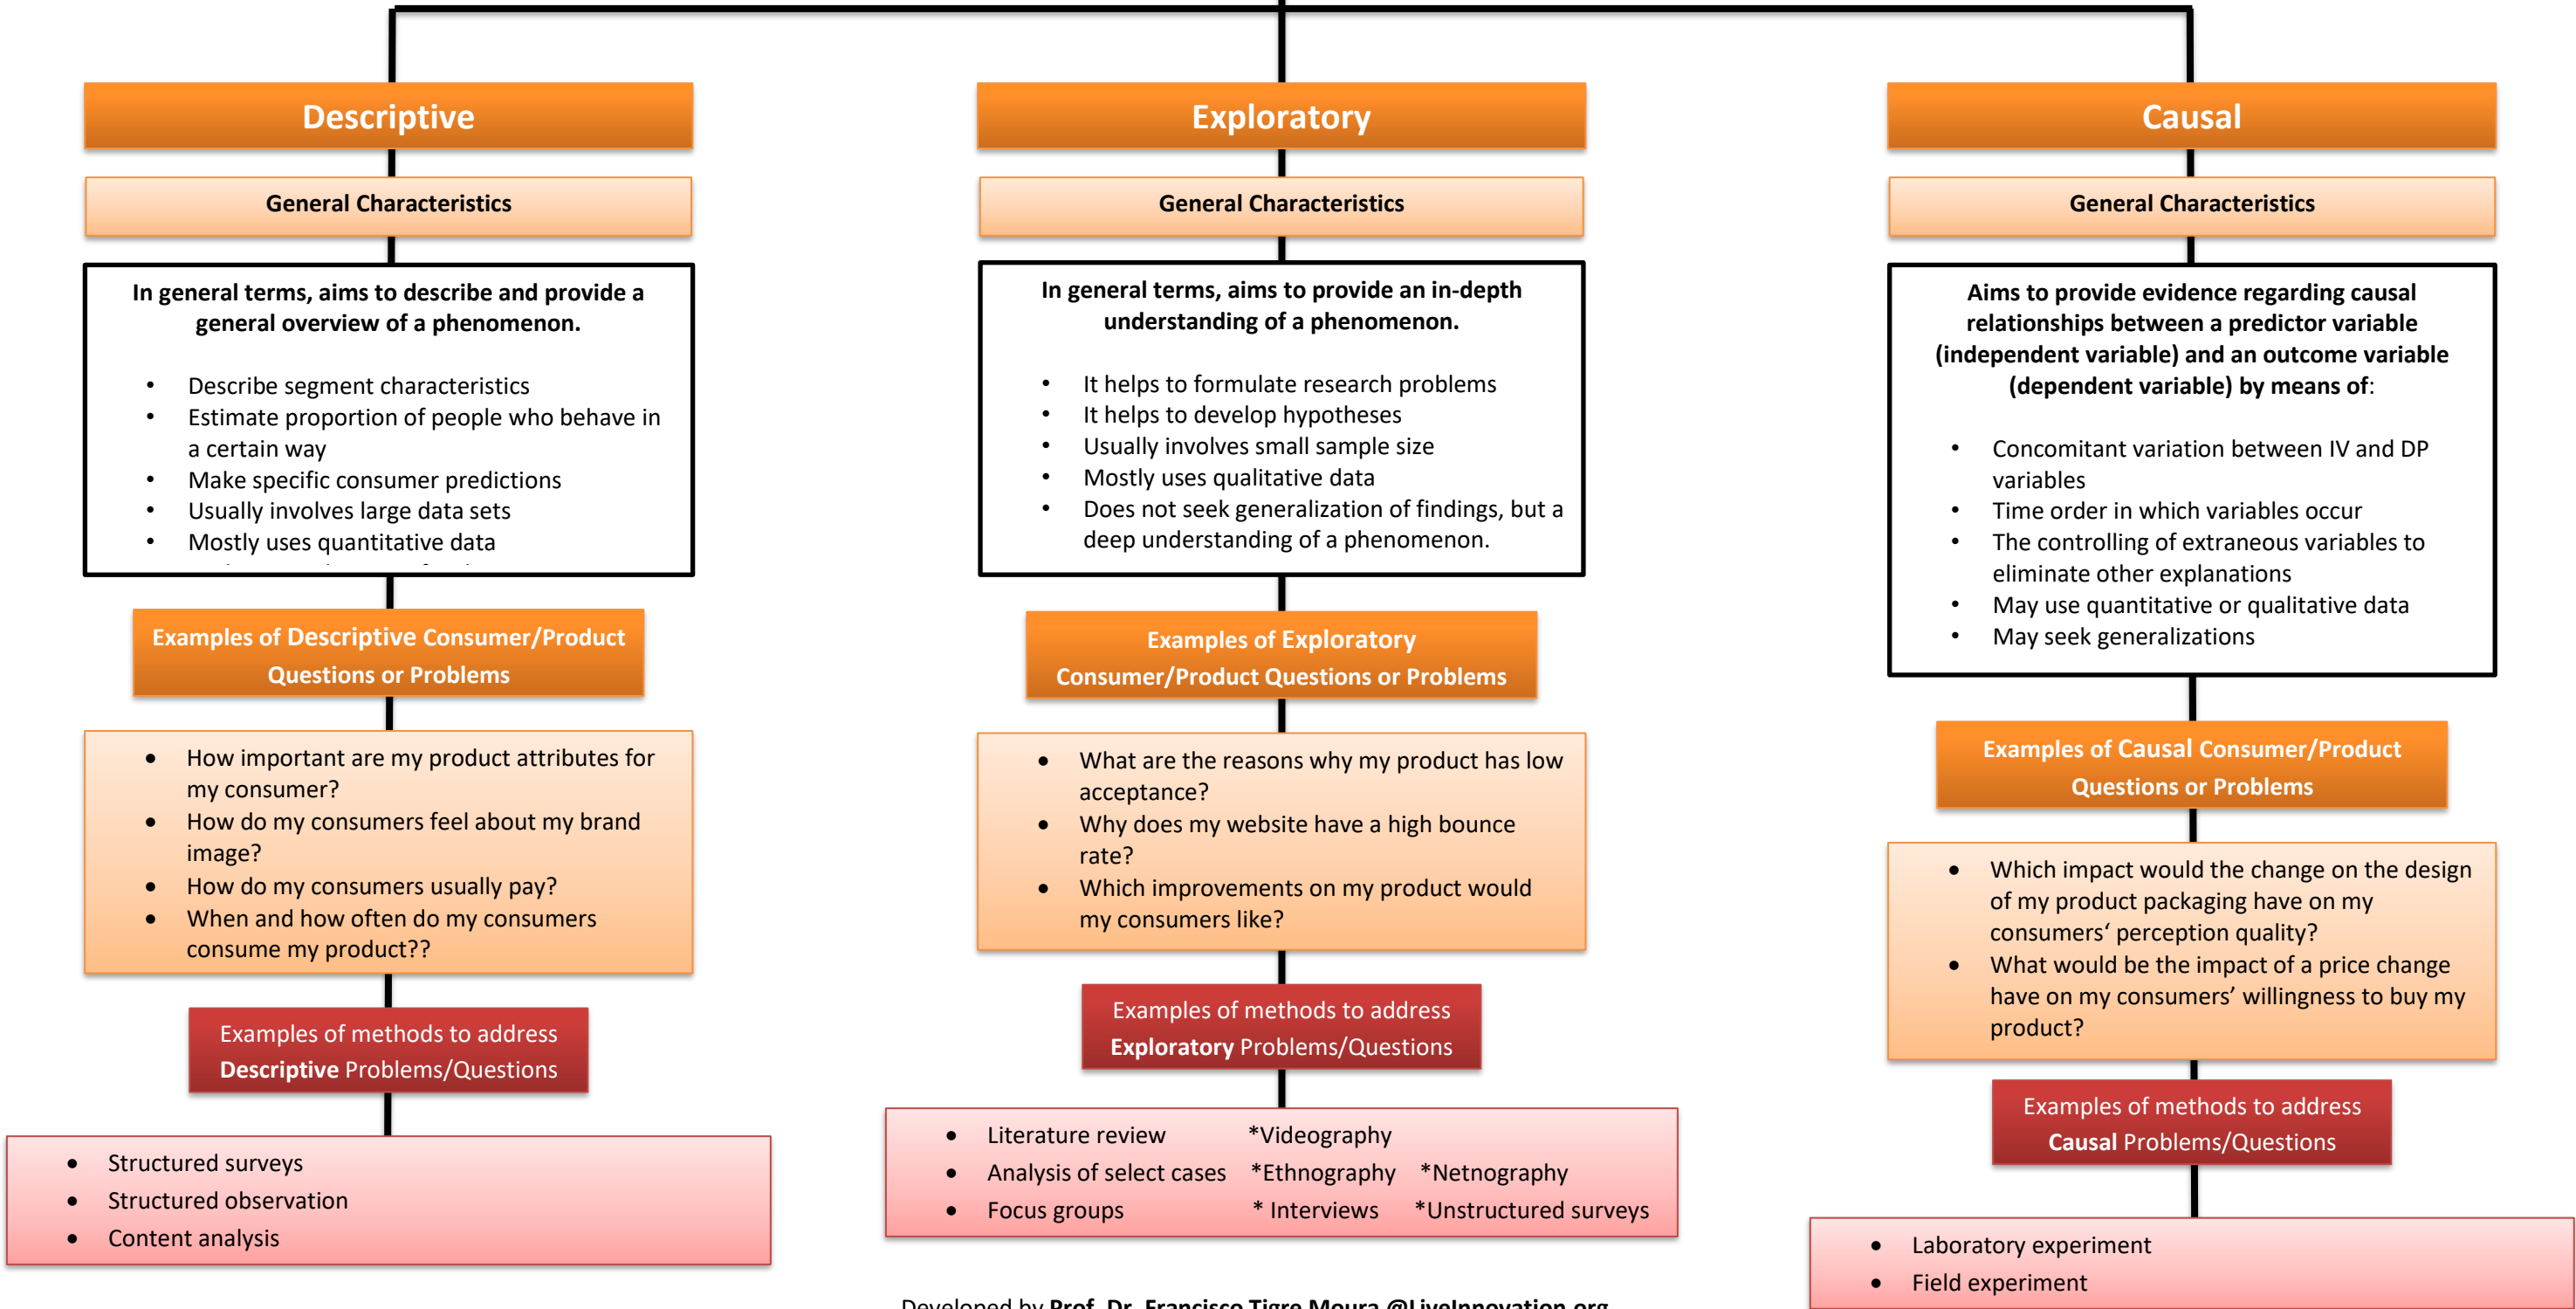 Descriptive
General Characteristics
In general terms, aims to describe and provide a
general overview of a phenomenon.
• Describe segment characteristics
• Estimate proportion of people who behave in
a certain way
• Make specific consumer predictions
• Usually involves large data sets
• Mostly uses quantitative data
Examples of Descriptive Consumer/Product
Questions or Problems
• How important are my product attributes for
my consumer?
• How do my consumers feel about my brand
image?
• How do my consumers usually pay?
• When and how often do my consumers
consume my product??
Examples of methods to address
Descriptive Problems/Questions
• Structured surveys
• Structured observation
• Content analysis
Exploratory
General Characteristics
In general terms, aims to provide an in-depth
understanding of a phenomenon.
• It helps to formulate research problems
• It helps to develop hypotheses
• Usually involves small sample size
• Mostly uses qualitative data
• Does not seek generalization of findings, but a
deep understanding of a phenomenon.
Examples of Exploratory
Consumer/Product Questions or Problems
• What are the reasons why my product has low
acceptance?
• Why does my website have a high bounce
rate?
• Which improvements on my product would
my consumers like?
Examples of methods to address
Exploratory Problems/Questions
• Literature review *Videography
• Analysis of select cases *Ethnography *Netnography
• Focus groups * Interviews *Unstructured surveys
Causal
General Characteristics
Aims to provide evidence regarding causal
relationships between a predictor variable
(independent variable) and an outcome variable
(dependent variable) by means of:
• Concomitant variation between IV and DP
variables
• Time order in which variables occur
• The controlling of extraneous variables to
eliminate other explanations
• May use quantitative or qualitative data
• May seek generalizations
Examples of Causal Consumer/Product
Questions or Problems
• Which impact would the change on the design
of my product packaging have on my
consumers‘ perception quality?
• What would be the impact of a price change
have on my consumers’ willingness to buy my
product?
Examples of methods to address
Causal Problems/Questions
• Laboratory experiment
• Field experiment
Developed by Prof. Dr. Francisco Tigre Moura @LiveInnovation.org